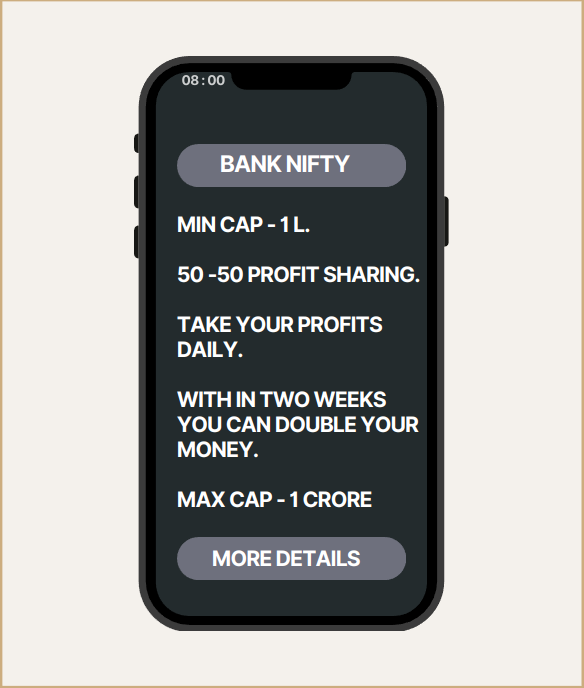 08:00
BANK NIFTY
MIN CAP - 1 L.
50 -50 PROFIT SHARING.
TAKE YOUR PROFITS
DAILY.
WITH IN TWO WEEKS
YOU CAN DOUBLE YOUR
MONEY.
MAX CAP - 1 CRORE
MORE DETAILS